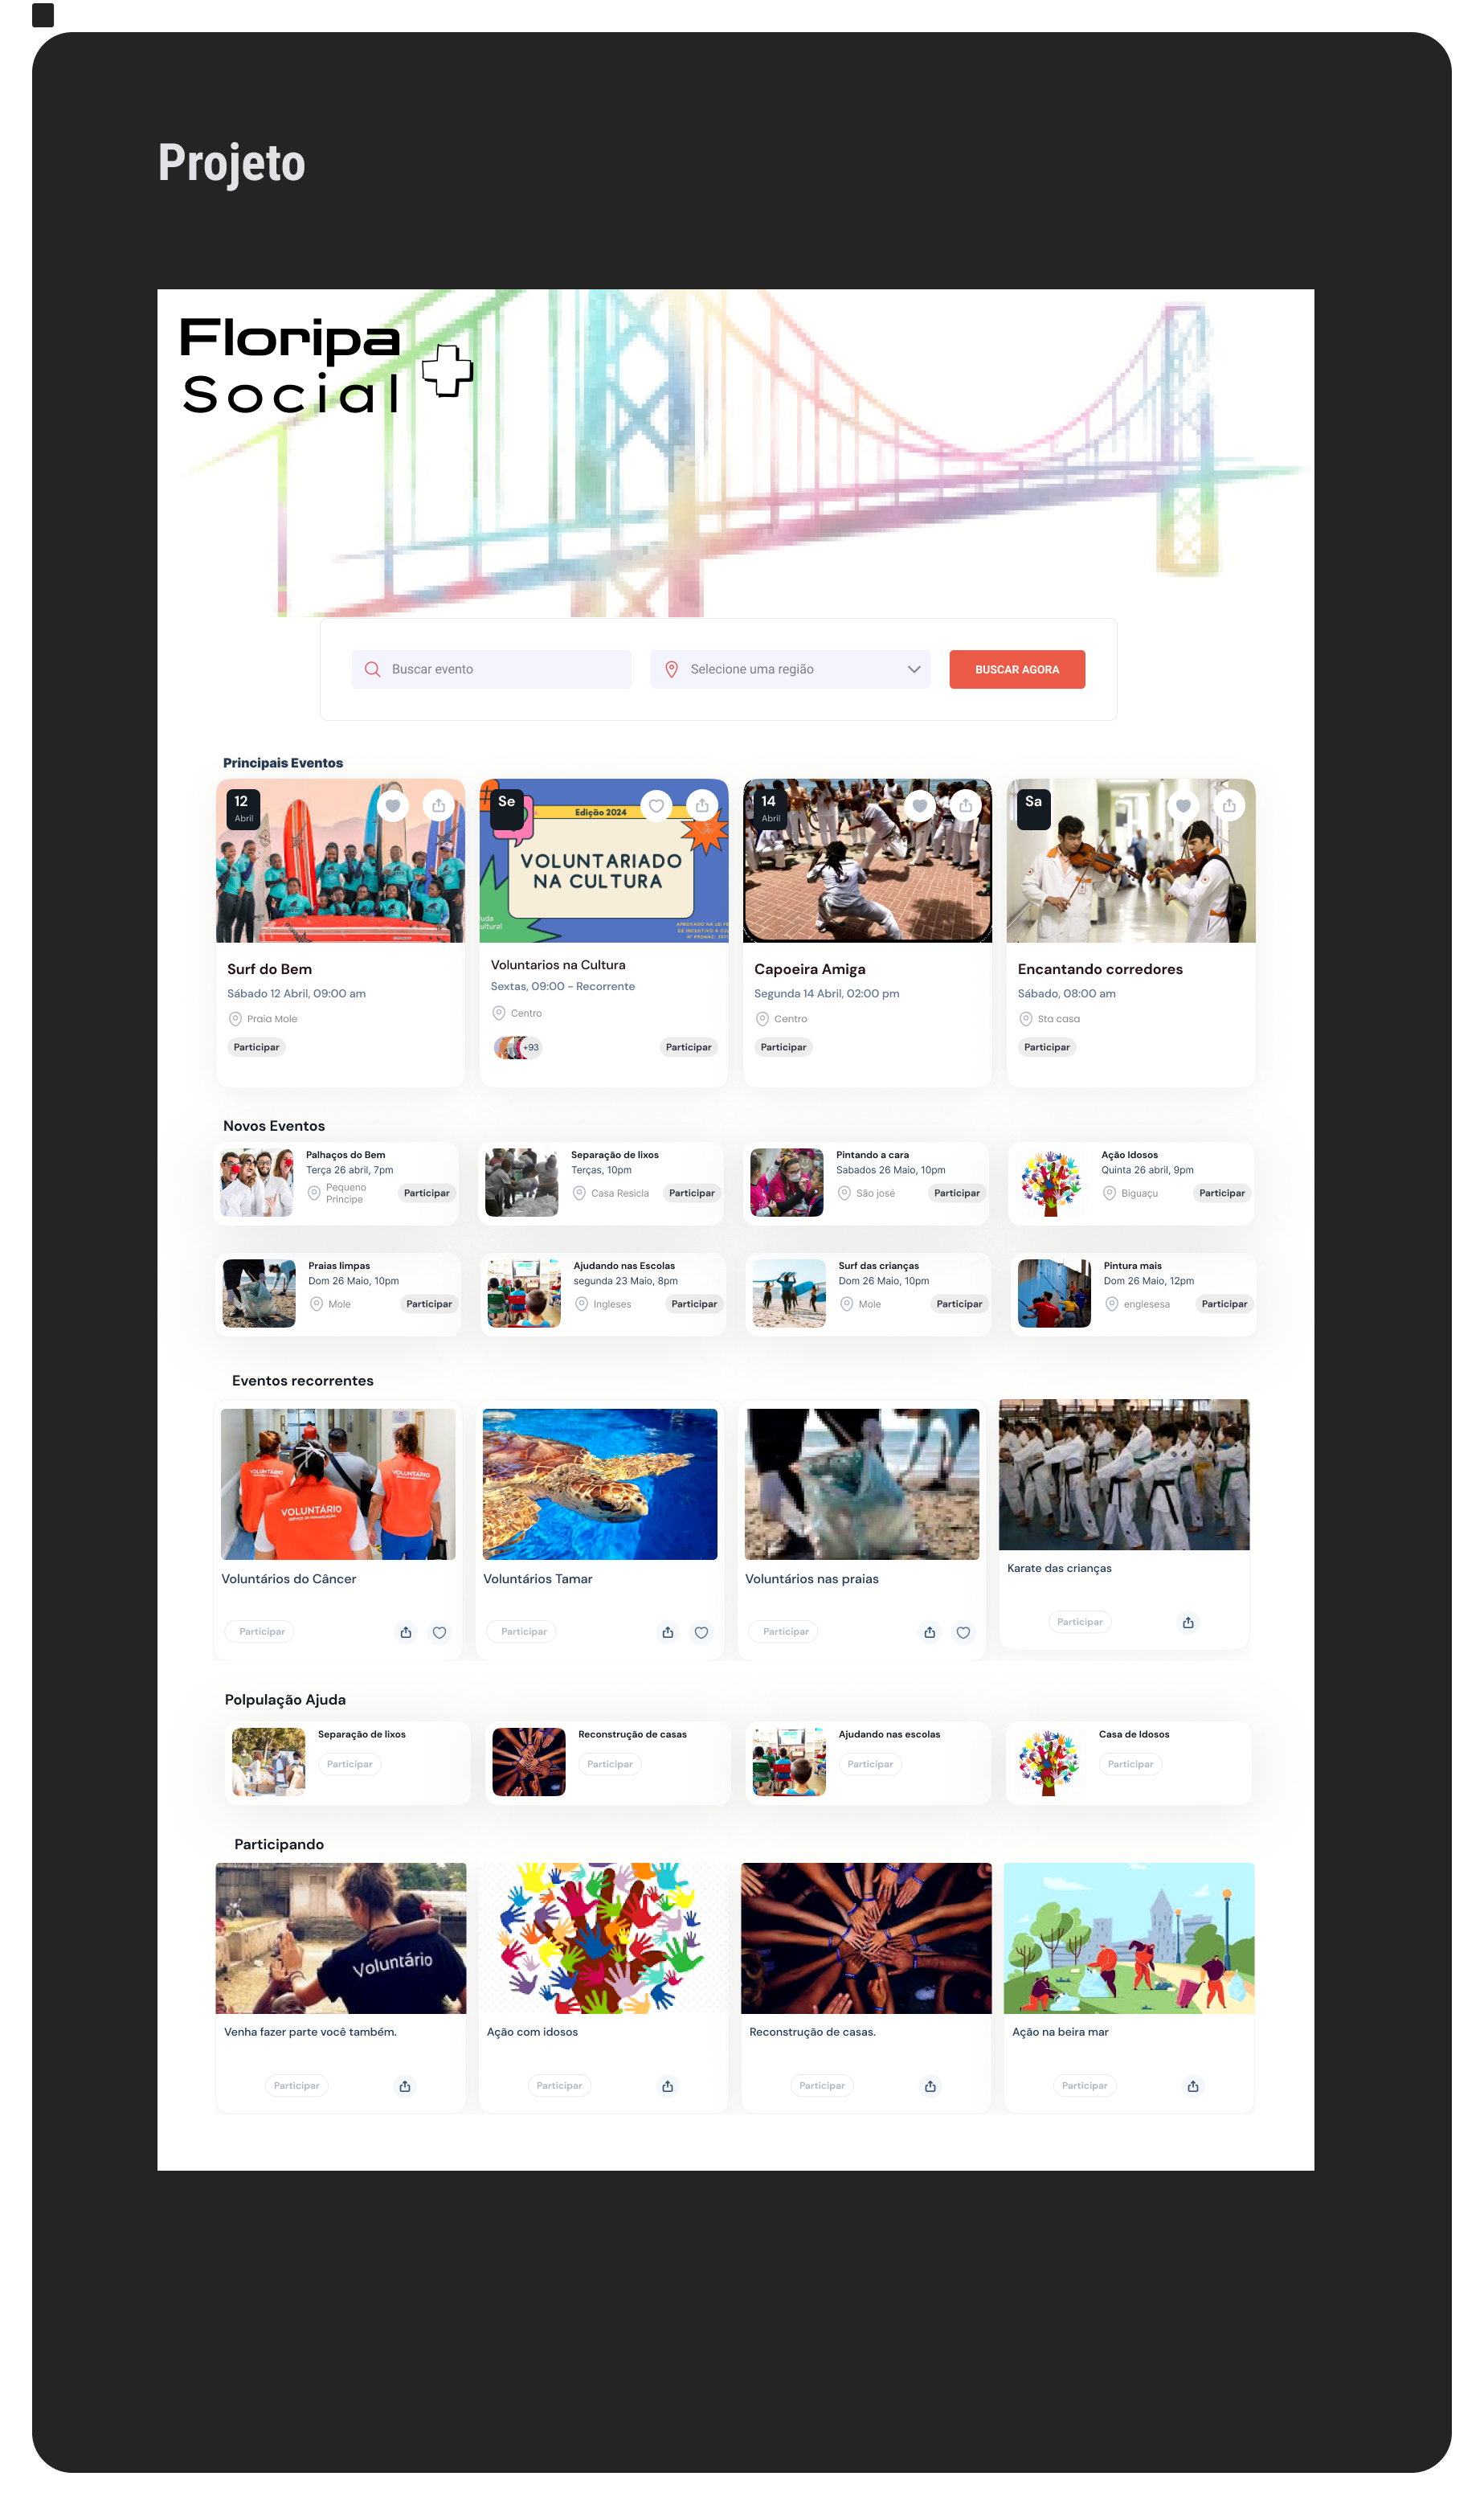 Projeto
Floripa
Social
Buscar evento
Selecione uma região
BUSCAR AGORA
Principais Eventos
12
Abril
Se
Edição 2024
VOLUNTARIADO
NA CULTURA
14
Abril
Sa
Surf do Bem
Sábado 12 Abril, 09:00 am
Praia Mole
Participar
Voluntarios na Cultura
Sextas, 09:00 - Recorrente
Centro
+93
Participar
Capoeira Amiga
Segunda 14 Abril, 02:00 pm
Centro
Participar
Encantando corredores
Sábado, 08:00 am
Sta casa
Participar
Novos Eventos
Palhaços do Bem
Terça 26 abril, 7pm
Pequeno
Principe
Participar
Separação de lixos
Terças, 10pm
Casa Resicla
Participar
Pintando a cara
Sabados 26 Maio, 10pm
São josé
Participar
Ação Idosos
Quinta 26 abril, 9pm
Biguaçu
Participar
Praias limpas
Dom 26 Maio, 10pm
Mole
Participar
Ajudando nas Escolas
segunda 23 Maio, 8pm
Ingleses
Participar
Surf das crianças
Dom 26 Maio, 10pm
Mole
Participar
Pintura mais
Dom 26 Maio, 12pm
englesesa
Participar
Eventos recorrentes
VOLUNTÁRIO
VOLUNTÁRIO
VOLUNTÁRIO
Voluntários do Câncer
Participar
Voluntários Tamar
Participar
Voluntários nas praias
Participar
Karate das crianças
Participar
Polpulação Ajuda
Separação de lixos
Participar
Reconstrução de casas
Participar
Ajudando nas escolas
Participar
Casa de Idosos
Participar
Participando
Voluntário
Venha fazer parte você também.
Participar
Ação com idosos
Participar
Reconstrução de casas.
Participar
Ação na beira mar
Participar